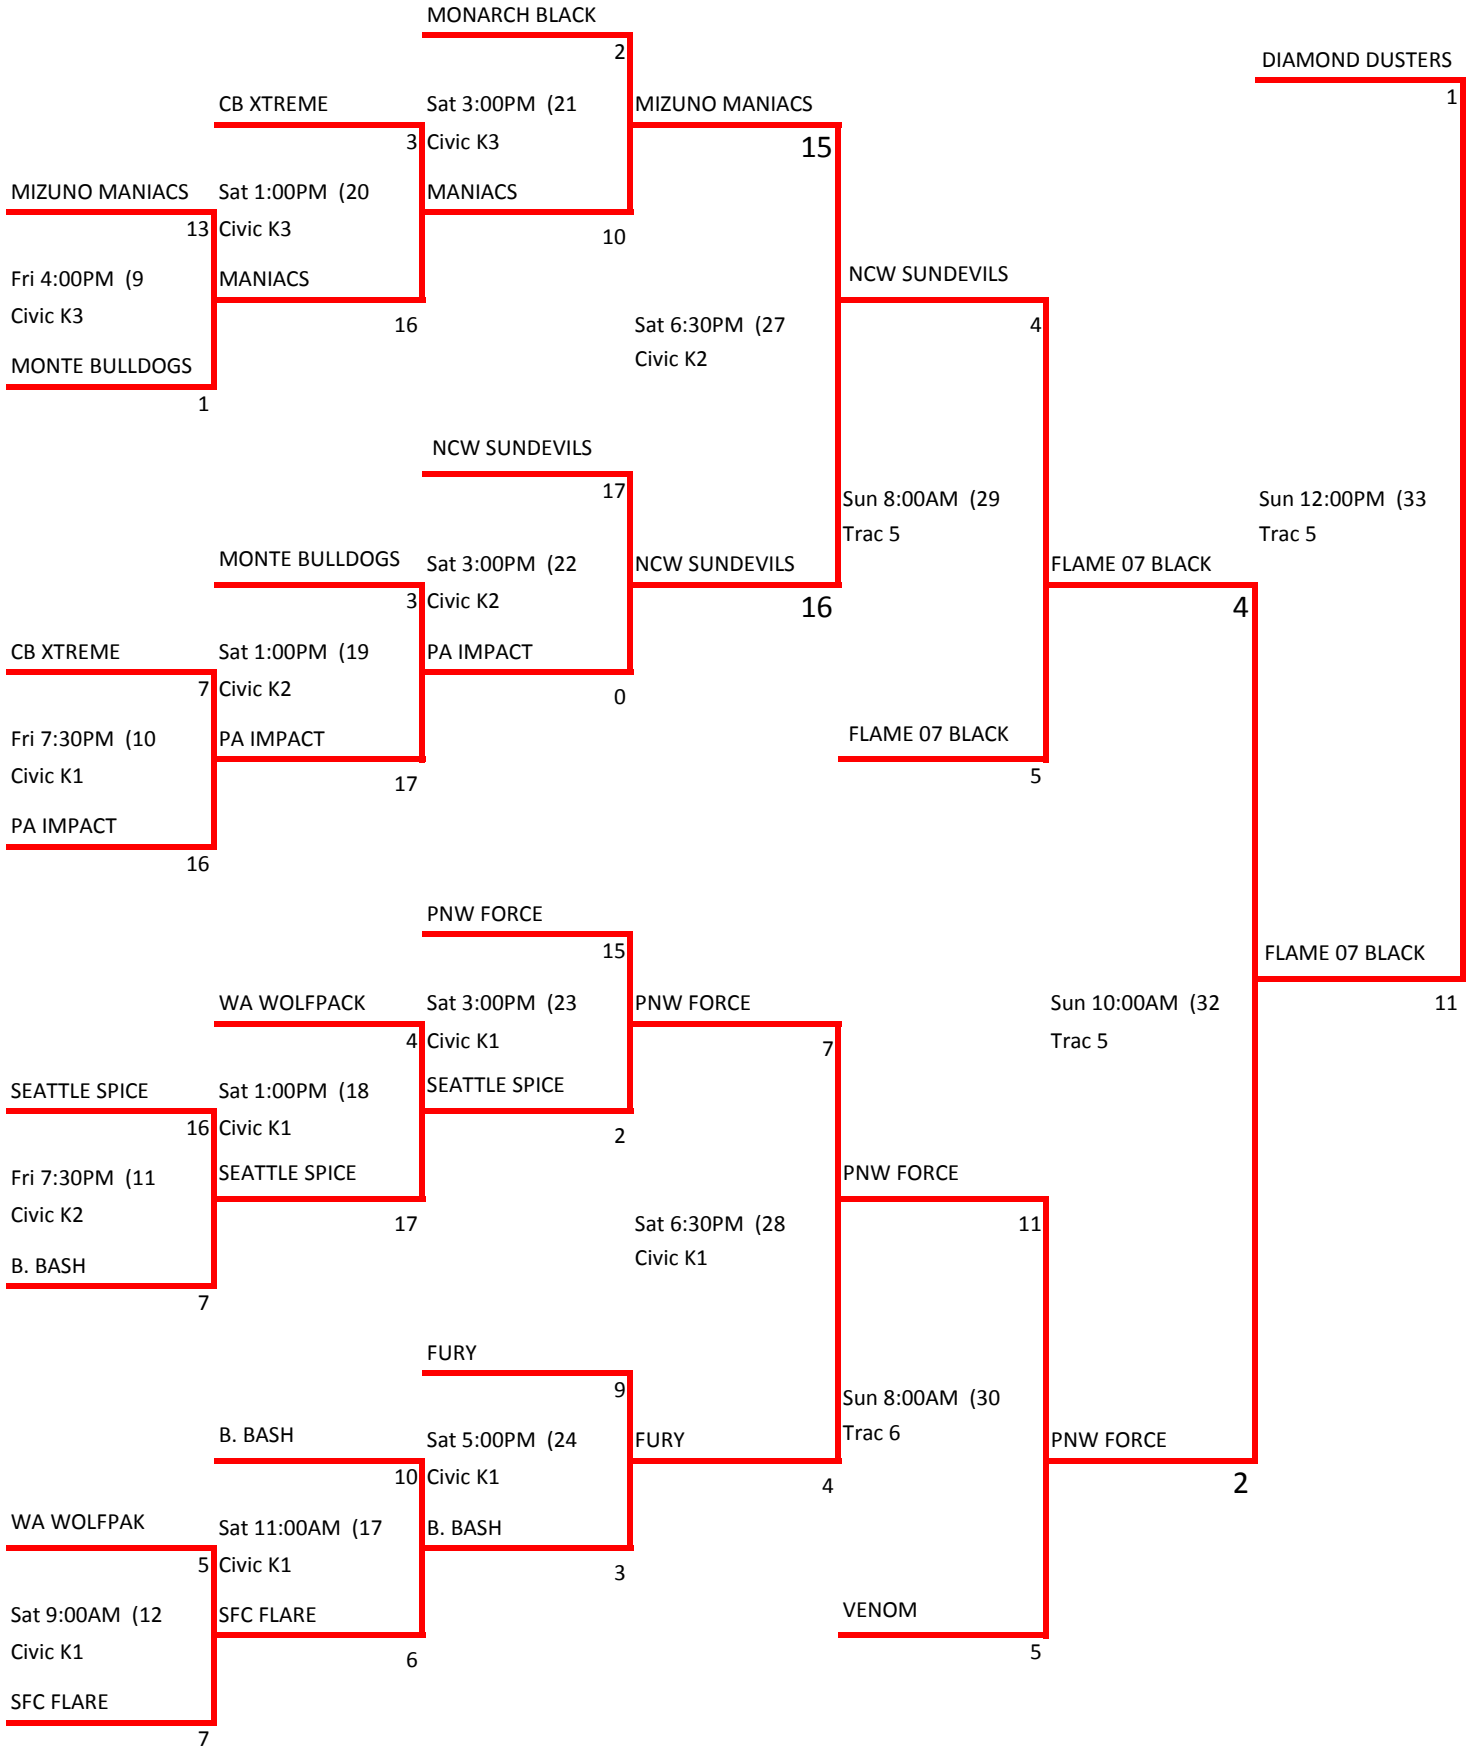 MONARCH BLACK
2
DIAMOND DUSTERS
1
CB XTREME
Sat 3:00PM (21
MIZUNO MANIACS
3
Civic K3
15
MIZUNO MANIACS
Sat 1:00PM (20
MANIACS
13
Civic K3
10
Fri 4:00PM (9
MANIACS
NCW SUNDEVILS
Civic K3
16
Sat 6:30PM (27
4
MONTE BULLDOGS
Civic K2
1
NCW SUNDEVILS
17
Sun 8:00AM (29
Sun 12:00PM (33
Trac 5
Trac 5
MONTE BULLDOGS
Sat 3:00PM (22
NCW SUNDEVILS
FLAME 07 BLACK
3
Civic K2
16
4
CB XTREME
Sat 1:00PM (19
PA IMPACT
7
Civic K2
0
Fri 7:30PM (10
PA IMPACT
FLAME 07 BLACK
Civic K1
17
5
PA IMPACT
16
PNW FORCE
15
FLAME 07 BLACK
WA WOLFPACK
Sat 3:00PM (23
PNW FORCE
Sun 10:00AM (32
11
4
Civic K1
7
Trac 5
SEATTLE SPICE
Sat 1:00PM (18
SEATTLE SPICE
16
Civic K1
2
Fri 7:30PM (11
SEATTLE SPICE
PNW FORCE
Civic K2
17
Sat 6:30PM (28
11
B. BASH
Civic K1
7
FURY
9
Sun 8:00AM (30
B. BASH
Sat 5:00PM (24
FURY
Trac 6
PNW FORCE
10
Civic K1
4
2
WA WOLFPAK
Sat 11:00AM (17
B. BASH
5
Civic K1
3
Sat 9:00AM (12
SFC FLARE
VENOM
Civic K1
6
5
SFC FLARE
7